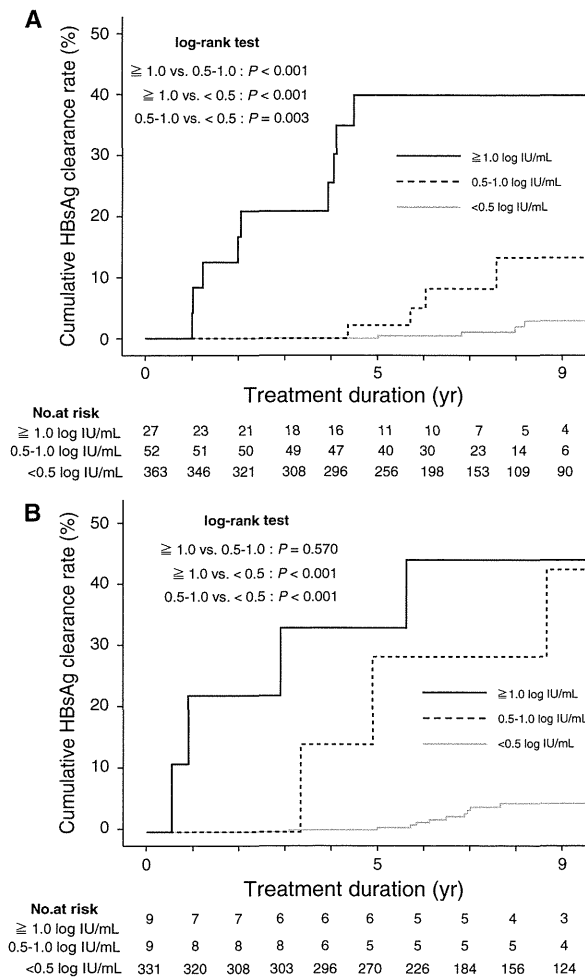 A
log-rank test
≧ 1.0 vs. 0.5-1.0 : P < 0.001
≧ 1.0 vs. < 0.5 : P < 0.001
0.5-1.0 vs. < 0.5 : P = 0.003
Cumulative HBsAg clearance rate (%)
50
40
30
20
10
0
≧ 1.0 log IU/mL
0.5-1.0 log IU/mL
<0.5 log IU/mL
0 5 9
Treatment duration (yr)
No.at risk
≧ 1.0 log IU/mL 27 23 21 18 16 11 10 7 5 4
0.5-1.0 log IU/mL 52 51 50 49 47 40 30 23 14 6
<0.5 log IU/mL 363 346 321 308 296 256 198 153 109 90
B
log-rank test
≧ 1.0 vs. 0.5-1.0 : P = 0.570
≧ 1.0 vs. < 0.5 : P < 0.001
0.5-1.0 vs. < 0.5 : P < 0.001
Cumulative HBsAg clearance rate (%)
50
40
30
20
10
0
≧ 1.0 log IU/mL
0.5-1.0 log IU/mL
<0.5 log IU/mL
0 5 9
Treatment duration (yr)
No.at risk
≧ 1.0 log IU/mL 9 7 7 6 6 6 5 5 4 3
0.5-1.0 log IU/mL 9 8 8 8 6 5 5 5 5 4
<0.5 log IU/mL 331 320 308 303 296 270 226 184 156 124